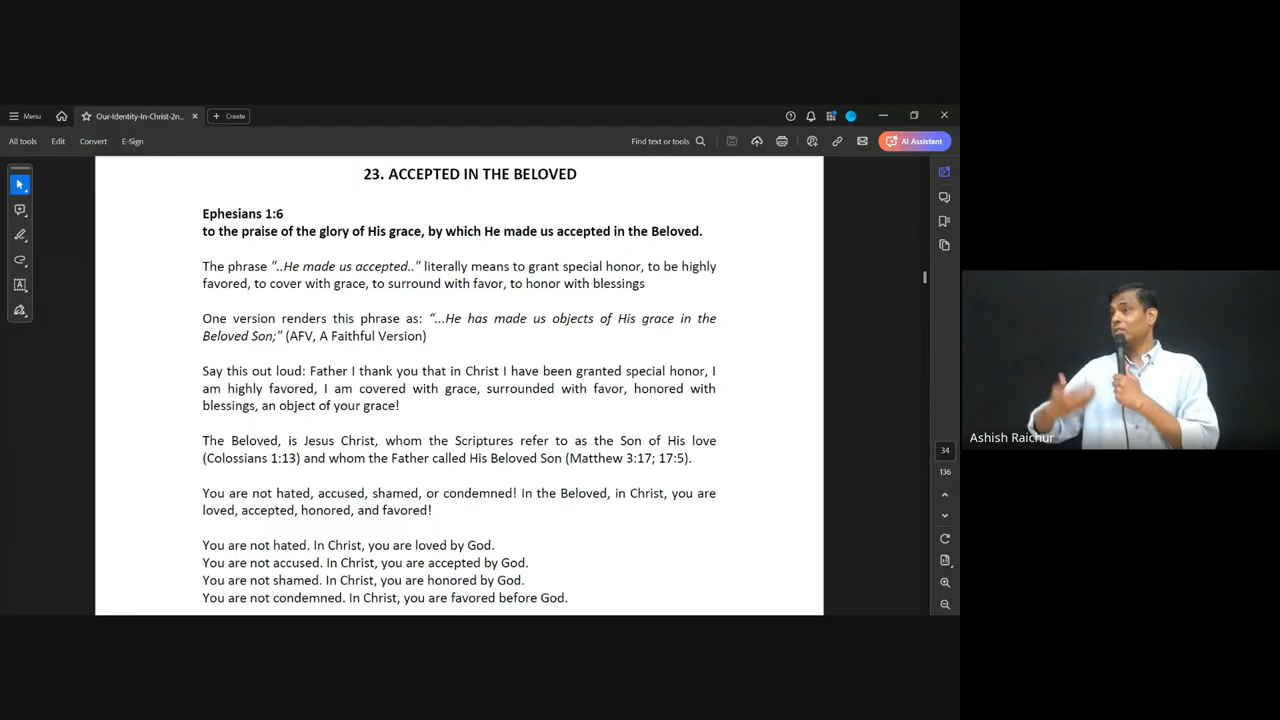 Menu
Our-Identity-In-Christ-2n...
Create
All tools
Edit
Convert
E-Sign
Find text or tools
AI Assistant
23. ACCEPTED IN THE BELOVED
Ephesians 1:6
to the praise of the glory of His grace, by which He made us accepted in the Beloved.
The phrase "..He made us accepted.." literally means to grant special honor, to be highly
favored, to cover with grace, to surround with favor, to honor with blessings
One version renders this phrase as: “...He has made us objects of His grace in the
Beloved Son;" (AFV, A Faithful Version)
Say this out loud: Father I thank you that in Christ I have been granted special honor, I
am highly favored, I am covered with grace, surrounded with favor, honored with
blessings, an object of your grace!
The Beloved, is Jesus Christ, whom the Scriptures refer to as the Son of His love
(Colossians 1:13) and whom the Father called His Beloved Son (Matthew 3:17; 17:5).
You are not hated, accused, shamed, or condemned! In the Beloved, in Christ, you are
loved, accepted, honored, and favored!
You are not hated. In Christ, you are loved by God.
You are not accused. In Christ, you are accepted by God.
You are not shamed. In Christ, you are honored by God.
You are not condemned. In Christ, you are favored before God.
34
136
Ashish Raichur